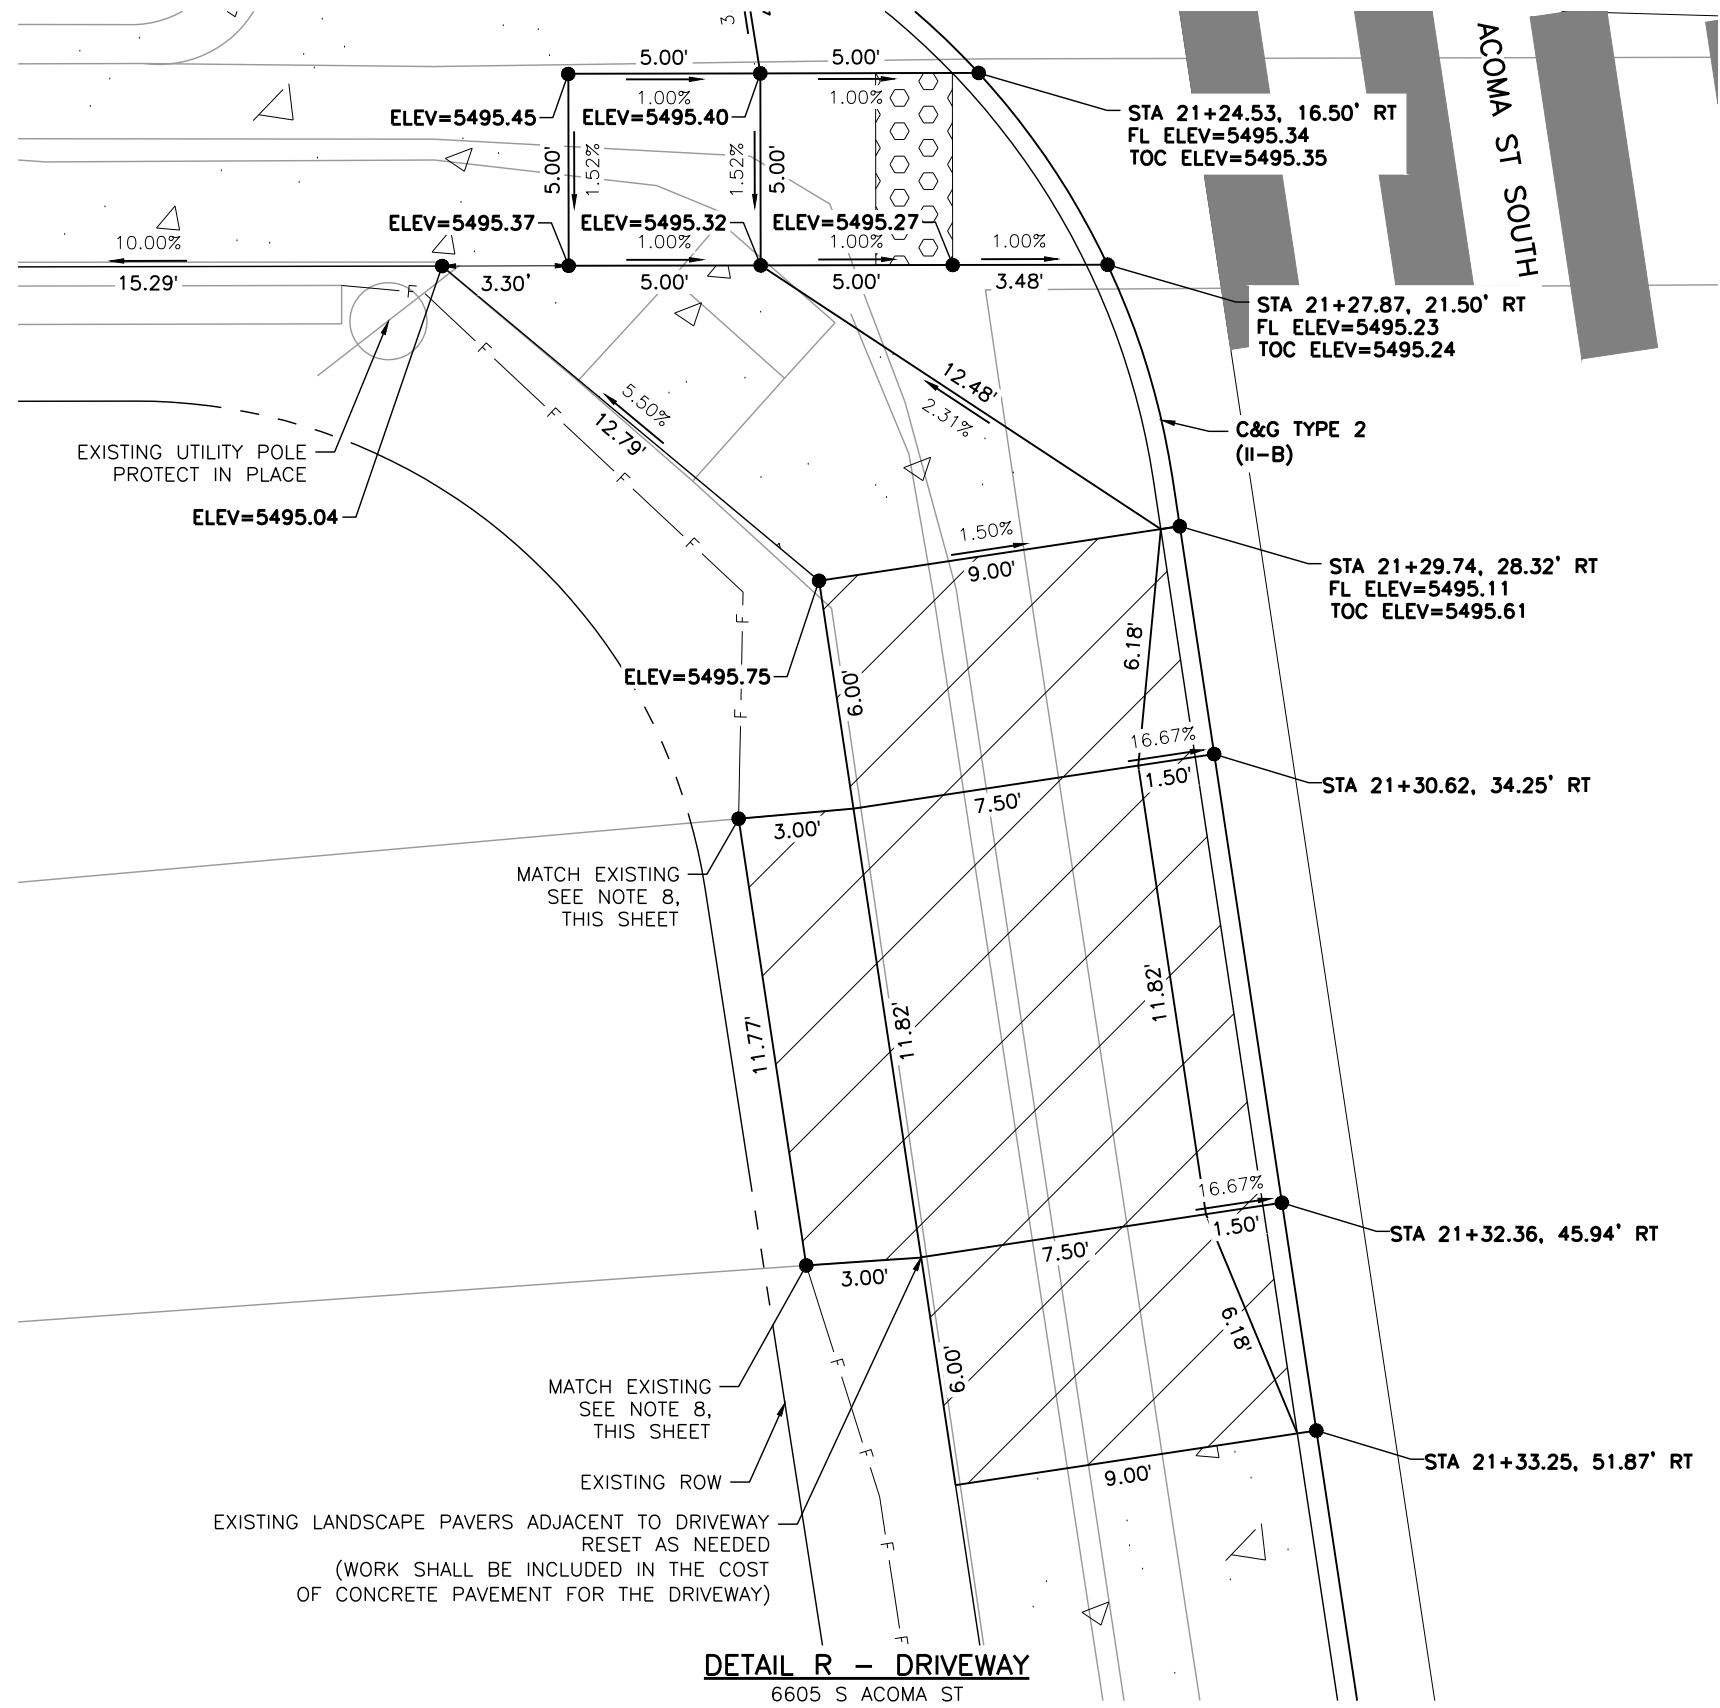 3
5.00'
5.00'
1.00%
1.00%
ELEV=5495.45
ELEV=5495.40
STA 21+24.53, 16.50' RT
FL ELEV=5495.34
TOC ELEV=5495.35
ACOMA ST SOUTH
5.00'
1.52%
1.52%
5.00'
ELEV=5495.37
ELEV=5495.32
ELEV=5495.27
10.00%
1.00%
1.00%
1.00%
15.29'
3.30'
5.00'
5.00'
3.48'
F
STA 21+27.87, 21.50' RT
FL ELEV=5495.23
TOC ELEV=5495.24
F
12.48'
2.31%
5.50%
12.79'
F
C&G TYPE 2
(II-B)
EXISTING UTILITY POLE
PROTECT IN PLACE
F
ELEV=5495.04
F
1.50%
9.00'
STA 21+29.74, 28.32' RT
FL ELEV=5495.11
TOC ELEV=5495.61
F
6.18'
ELEV=5495.75
6.00'
F
16.67%
1.50'
STA 21+30.62, 34.25' RT
7.50'
3.00'
MATCH EXISTING
SEE NOTE 8,
THIS SHEET
11.82'
11.77'
11.82'
16.67%
1.50'
STA 21+32.36, 45.94' RT
7.50'
3.00'
6.18'
6.00'
F
MATCH EXISTING
SEE NOTE 8,
THIS SHEET
F
STA 21+33.25, 51.87' RT
9.00'
EXISTING ROW
EXISTING LANDSCAPE PAVERS ADJACENT TO DRIVEWAY
RESET AS NEEDED
(WORK SHALL BE INCLUDED IN THE COST
OF CONCRETE PAVEMENT FOR THE DRIVEWAY)
F
F
DETAIL R - DRIVEWAY
6605 S ACOMA ST